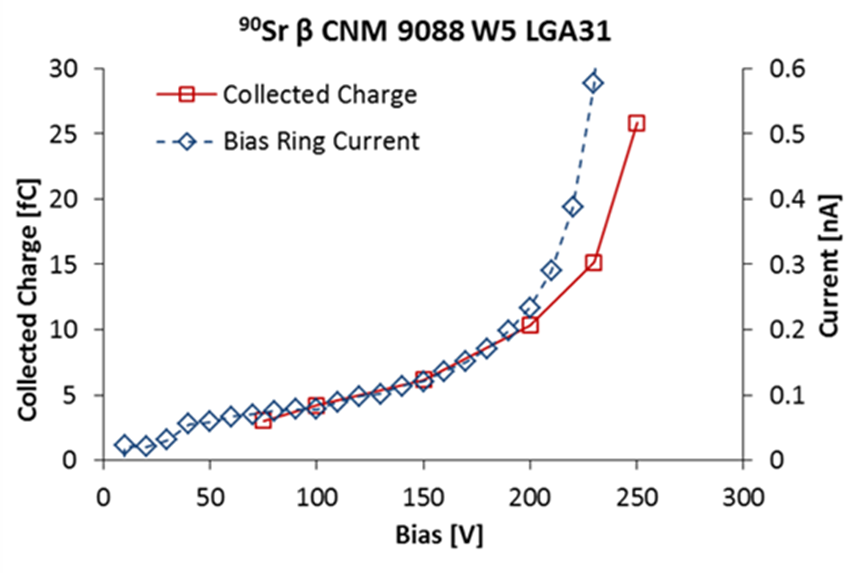 ⁹⁰Sr β CNM 9088 W5 LGA31
Collected Charge
Bias Ring Current
30
25
20
15
10
5
0
Collected Charge [fC]
0.6
0.5
0.4
0.3
0.2
0.1
0
Current [nA]
0 50 100 150 200 250 300
Bias [V]